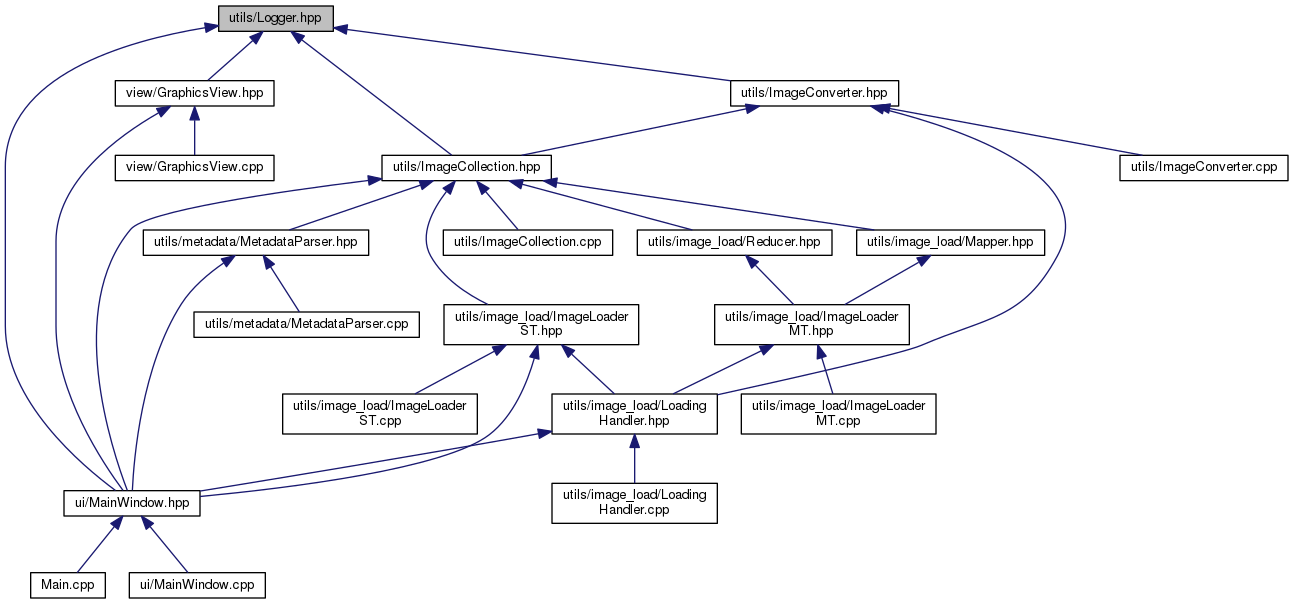 utils/Logger.hpp
view/GraphicsView.hpp
utils/ImageConverter.hpp
view/GraphicsView.cpp
utils/ImageCollection.hpp
utils/ImageConverter.cpp
utils/metadata/MetadataParser.hpp
utils/ImageCollection.cpp
utils/image_load/Reducer.hpp
utils/image_load/Mapper.hpp
utils/metadata/MetadataParser.cpp
utils/image_load/ImageLoader
ST.hpp
utils/image_load/ImageLoader
MT.hpp
utils/image_load/ImageLoader
ST.cpp
utils/image_load/Loading
Handler.hpp
utils/image_load/ImageLoader
MT.cpp
ui/MainWindow.hpp
utils/image_load/Loading
Handler.cpp
Main.cpp
ui/MainWindow.cpp